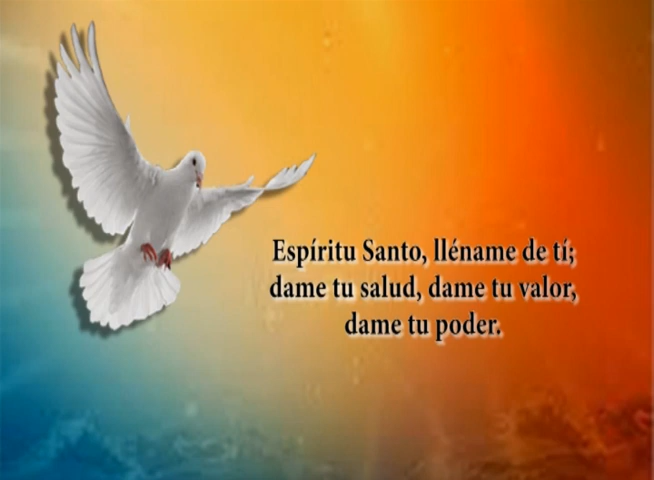 Espíritu Santo, lléname de tí;
dame tu salud, dame tu valor,
dame tu poder.